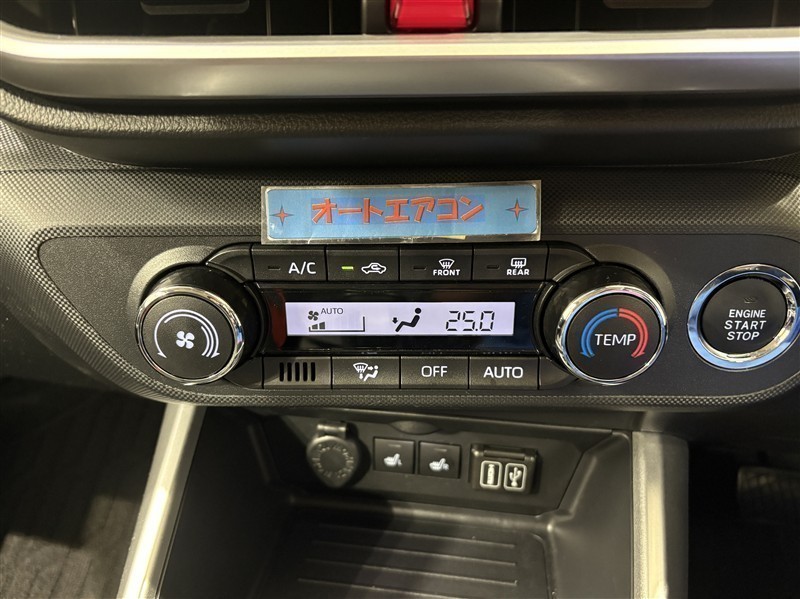 オートエアコン
A/C
FRONT
REAR
AUTO
25.0
TEMP
ENGINE
START
STOP
OFF
AUTO